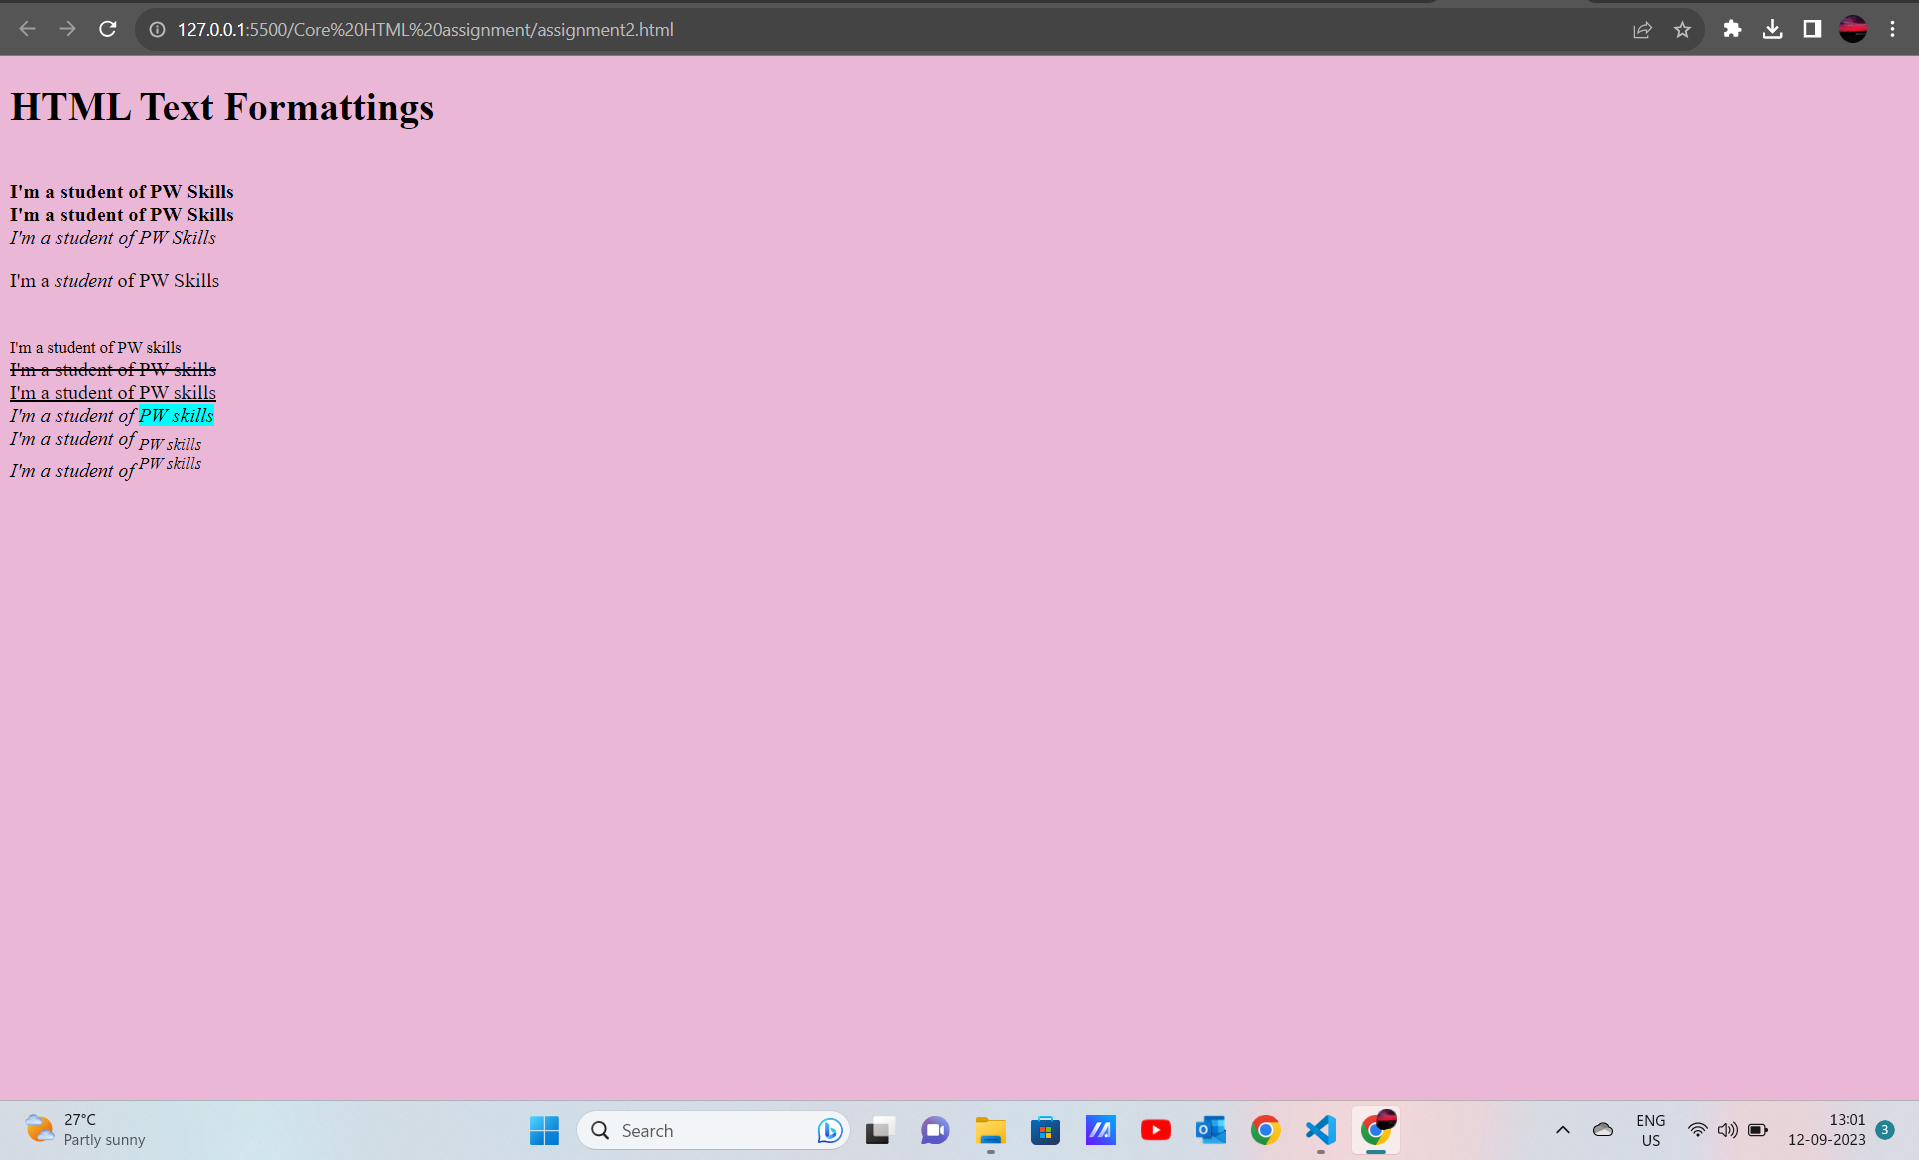 127.0.0.1:5500/Core%20HTML%20assignment/assignment2.html
HTML Text Formattings
I'm a student of PW Skills
I'm a student of PW Skills
I'm a student of PW Skills
I'm a student of PW Skills
I'm a student of PW skills
I'm a student of PW skills
I'm a student of PW skills
I'm a student of PW skills
I'm a student of PW skills
I'm a student of PW skills
27°C
Partly sunny
Search
ENG
US
13:01
12-09-2023
3